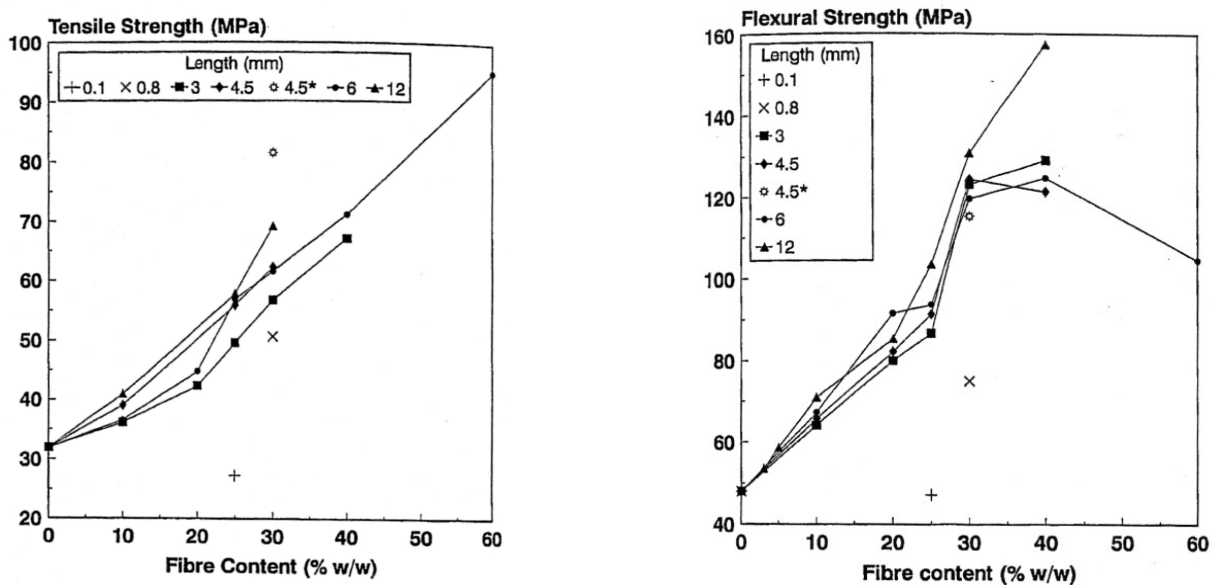 Tensile Strength (MPa)
100
90
80
70
60
50
40
30
20
Length (mm)
0.1 0.8 3 4.5 4.5* 6 12
0 10 20 30 40 50 60
Fibre Content (% w/w)
Flexural Strength (MPa)
160
140
120
100
80
60
40
Length (mm)
0.1
0.8
3
4.5
4.5*
6
12
0 10 20 30 40 50 60
Fibre content (% w/w)